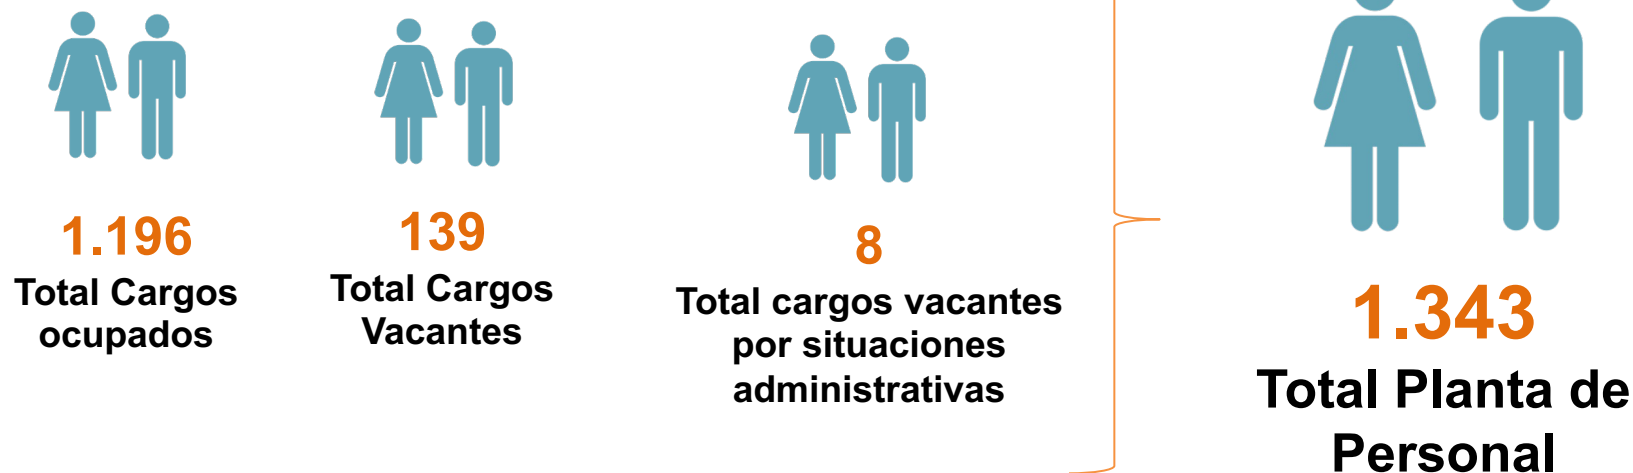 1.196
Total Cargos
ocupados
139
Total Cargos
Vacantes
8
Total cargos vacantes
por situaciones
administrativas
1.343
Total Planta de
Personal